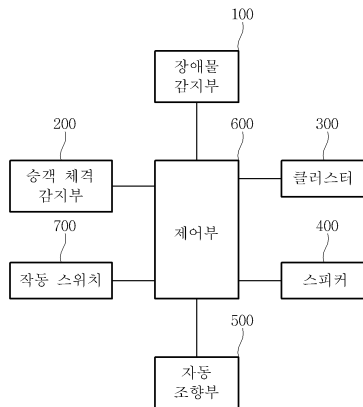 100
장애물
감지부
200
600
300
승객 체격
감지부
클러스터
제어부
700
400
작동 스위치
스피커
500
자동
조향부